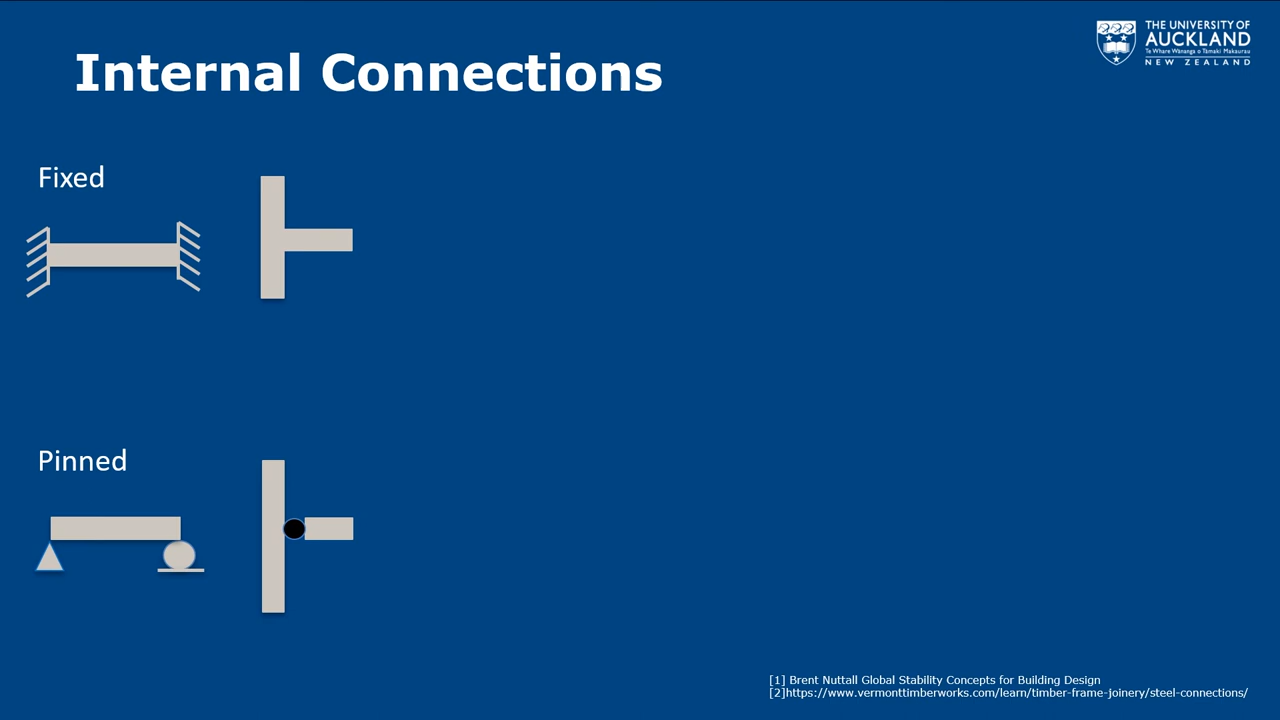 Internal Connections
THE UNIVERSITY OF
AUCKLAND
Te Whare Wānanga o Tāmaki Makaurau
NEW ZEALAND
Fixed
Pinned
[1] Brent Nuttall Global Stability Concepts for Building Design
[2]https://www.vermonttimberworks.com/learn/timber-frame-joinery/steel-connections/